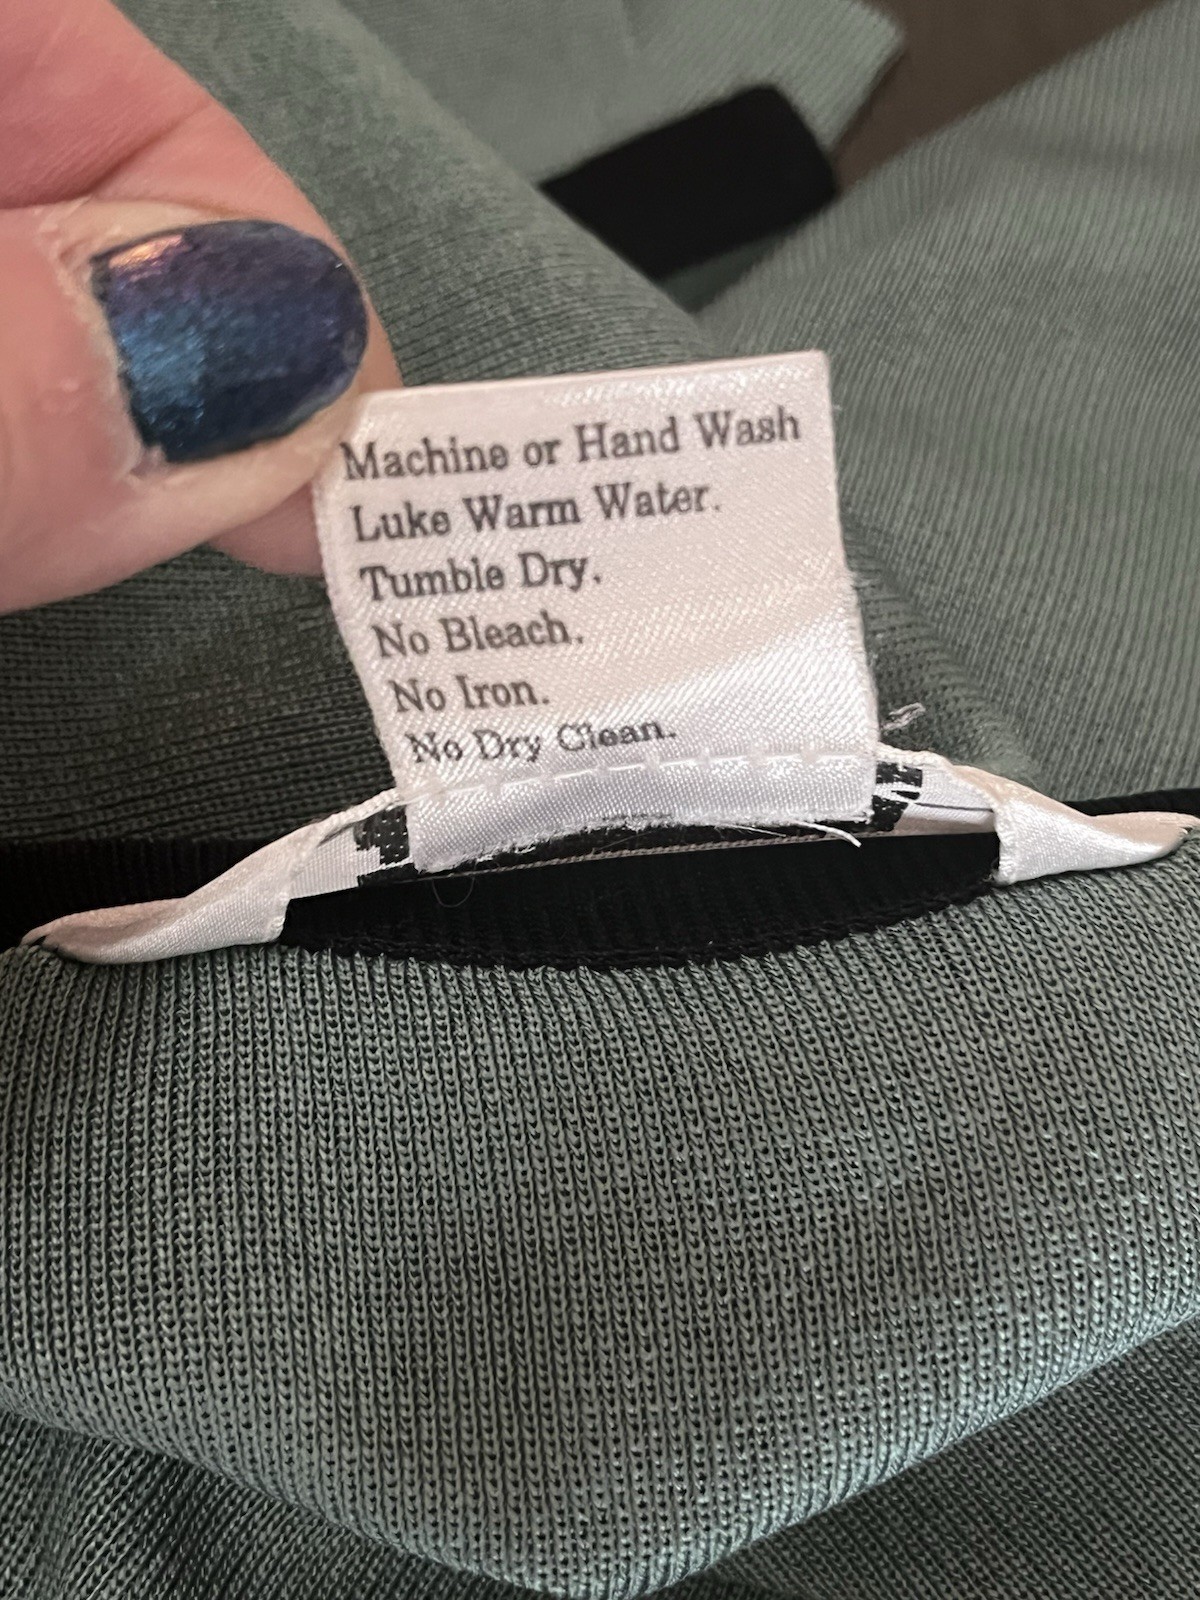 Machine or Hand Wash
Luke Warm Water.
Tumble Dry.
No Bleach.
No Iron.
No Dry Clean.